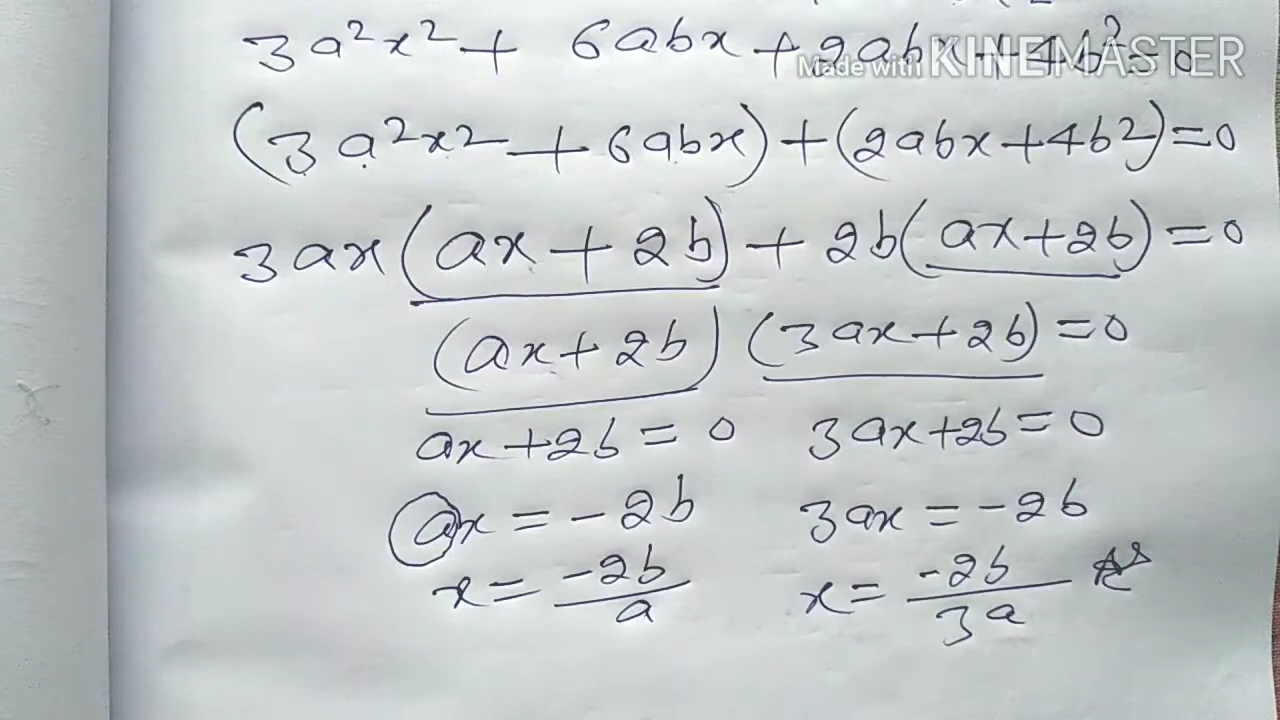 3a²x² + 6abx + 2abx + 4b² = 0
Made with KINEMASTER
(3a²x² + 6abx) + (2abx + 4b²) = 0
3ax (ax + 2b) + 2b (ax + 2b) = 0
(ax + 2b) (3ax + 2b) = 0
ax + 2b = 0 3ax + 2b = 0
ax = -2b 3ax = -2b
x = -2b/a x = -2b/3a